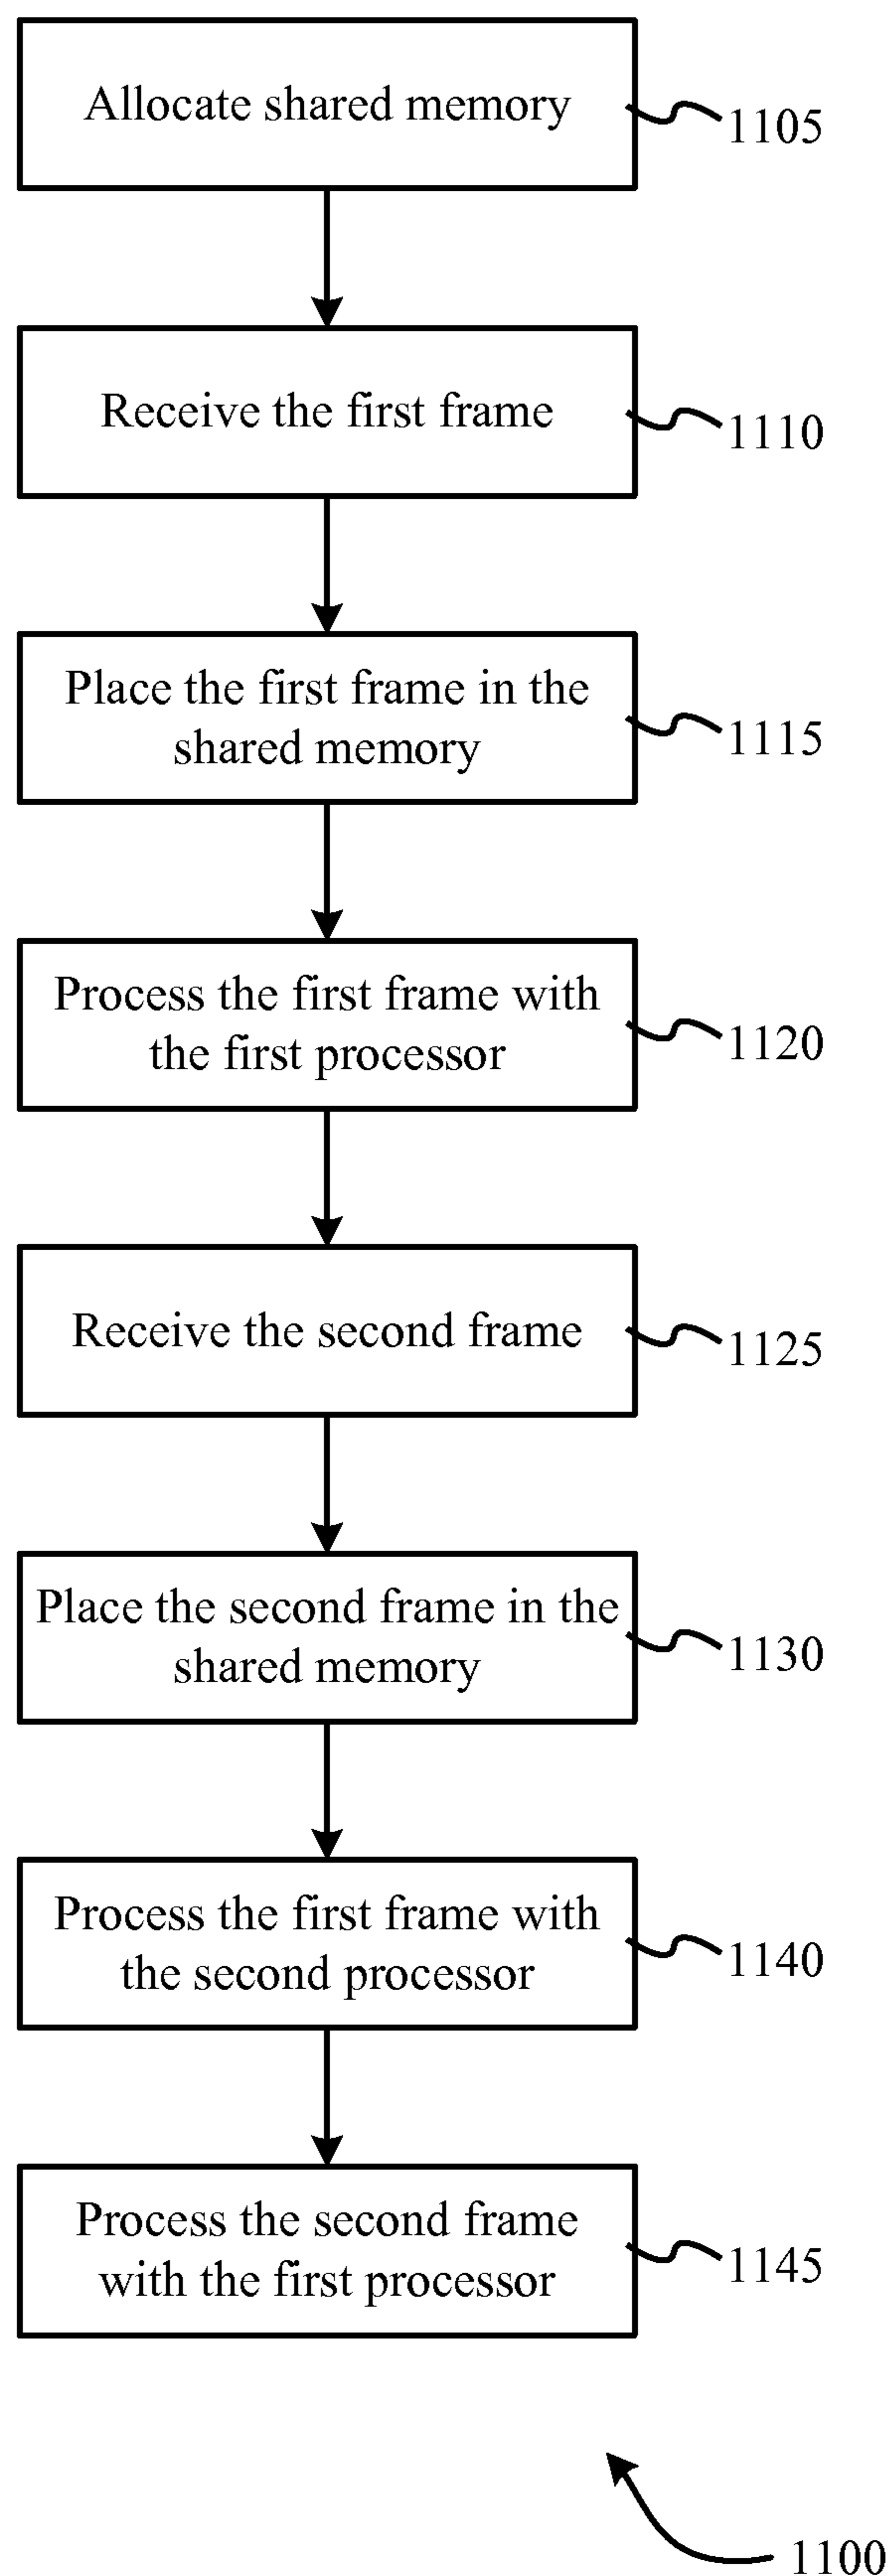 Allocate shared memory
1105
Receive the first frame
1110
Place the first frame in the
shared memory
1115
Process the first frame with
the first processor
1120
Receive the second frame
1125
Place the second frame in the
shared memory
1130
Process the first frame with
the second processor
1140
Process the second frame
with the first processor
1145
1100